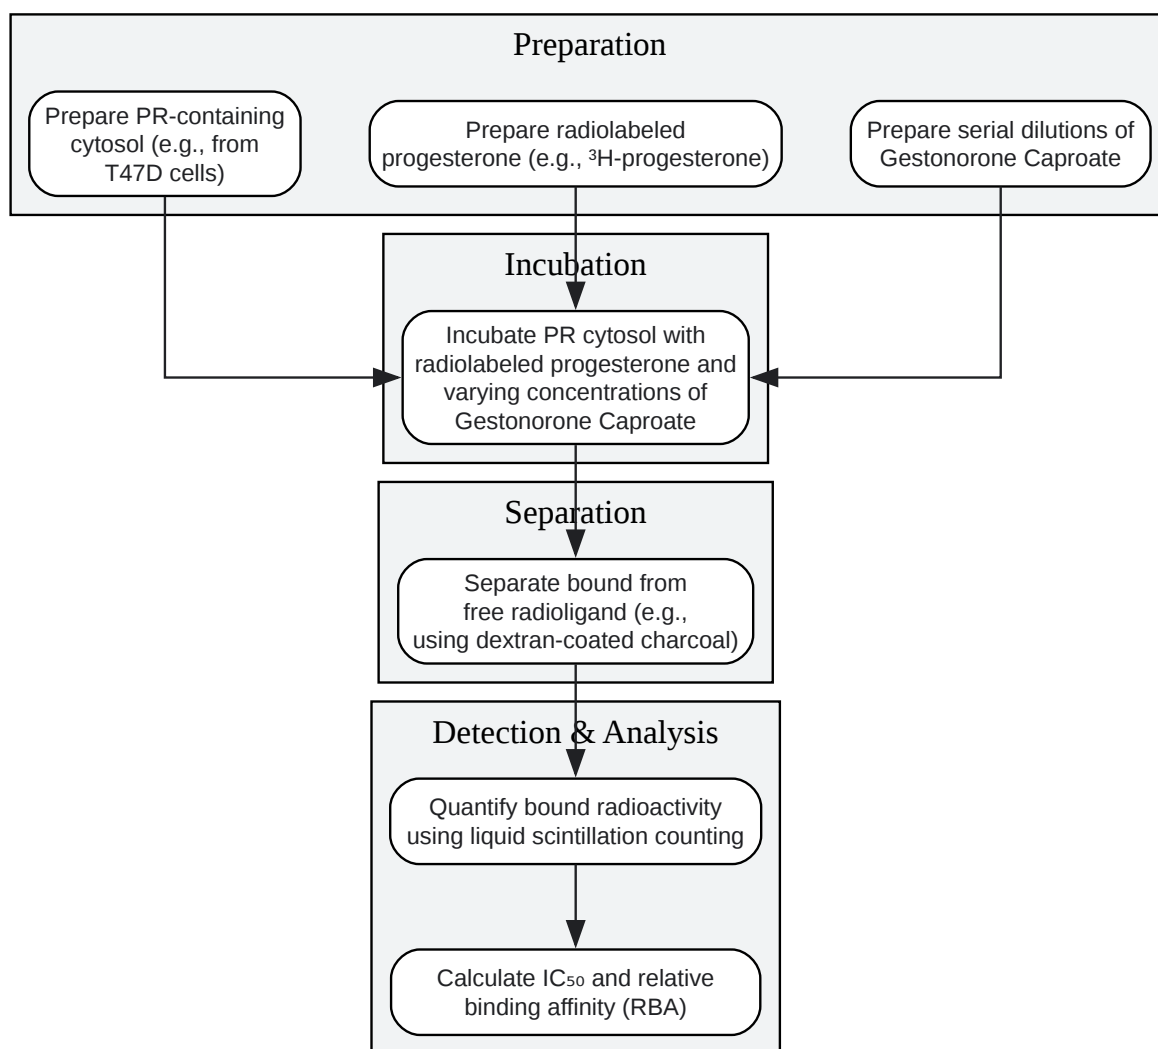 Preparation
Prepare PR-containing
cytosol (e.g., from
T47D cells)
Prepare radiolabeled
progesterone (e.g., ³H-progesterone)
Prepare serial dilutions of
Gestonorone Caproate
Incubation
Incubate PR cytosol with
radiolabeled progesterone and
varying concentrations of
Gestonorone Caproate
Separation
Separate bound from
free radioligand (e.g.,
using dextran-coated charcoal)
Detection & Analysis
Quantify bound radioactivity
using liquid scintillation counting
Calculate IC₅₀ and relative
binding affinity (RBA)